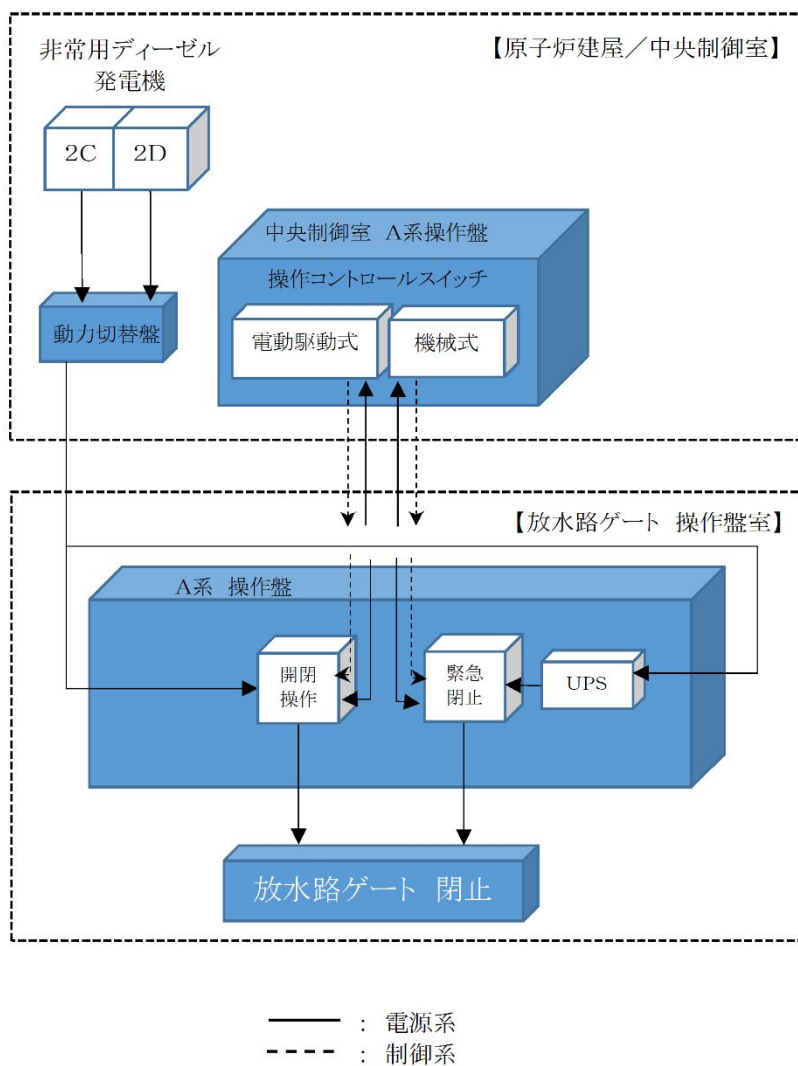 非常用ディーゼル
発電機
【原子炉建屋／中央制御室】
2C
2D
中央制御室 A系操作盤
操作コントロールスイッチ
動力切替盤
電動駆動式
機械式
【放水路ゲート 操作盤室】
A系 操作盤
開閉
操作
緊急
閉止
UPS
放水路ゲート 閉止
： 電源系
： 制御系